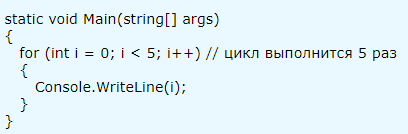 static void Main(string[] args)
{
for (int i = 0; i < 5; i++) // цикл выполнится 5 раз
{
Console.WriteLine(i);
}
}